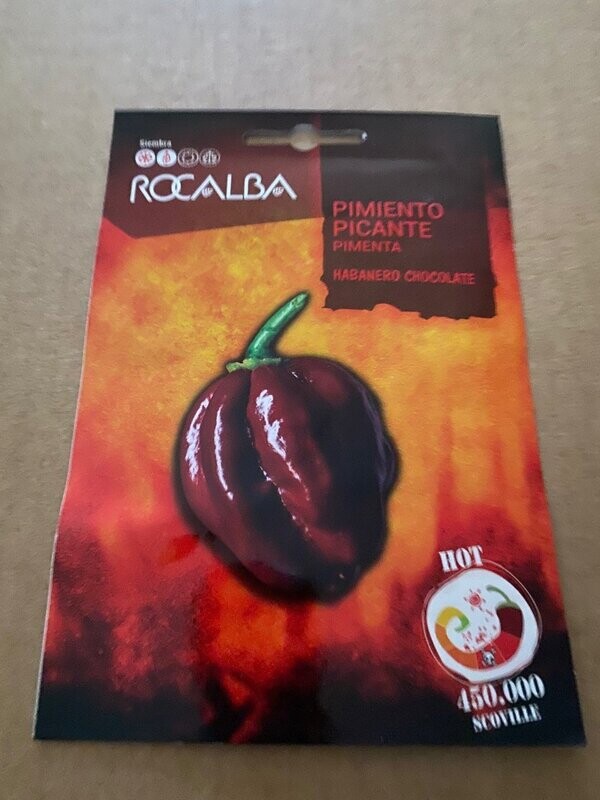 Siembra
ROCALBA
PIMIENTO
PICANTE
PIMENTA
HABANERO CHOCOLATE
HOT
450.000
SCOVILLE